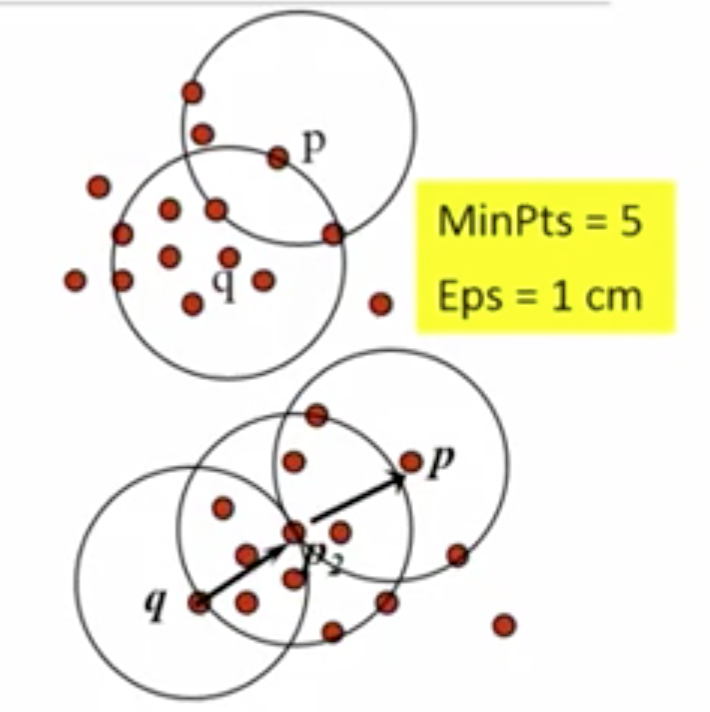 p
MinPts = 5
q
Eps = 1 cm
p
p₂
q